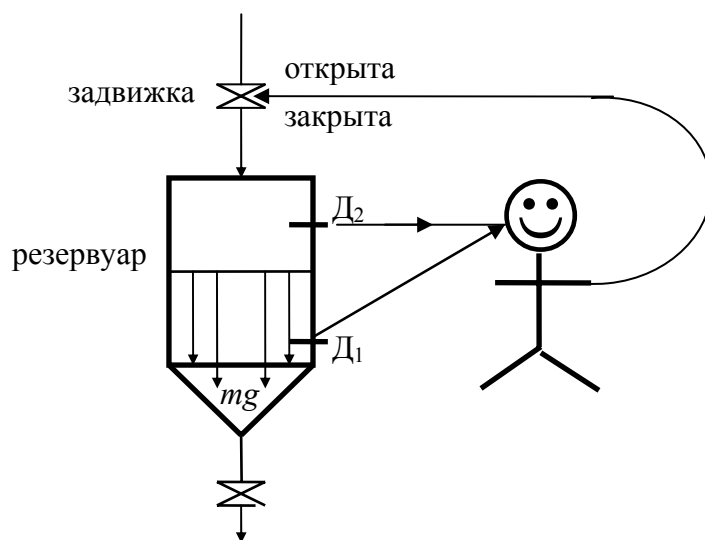 открыта
задвижка
закрыта
Д₂
резервуар
Д₁
mg